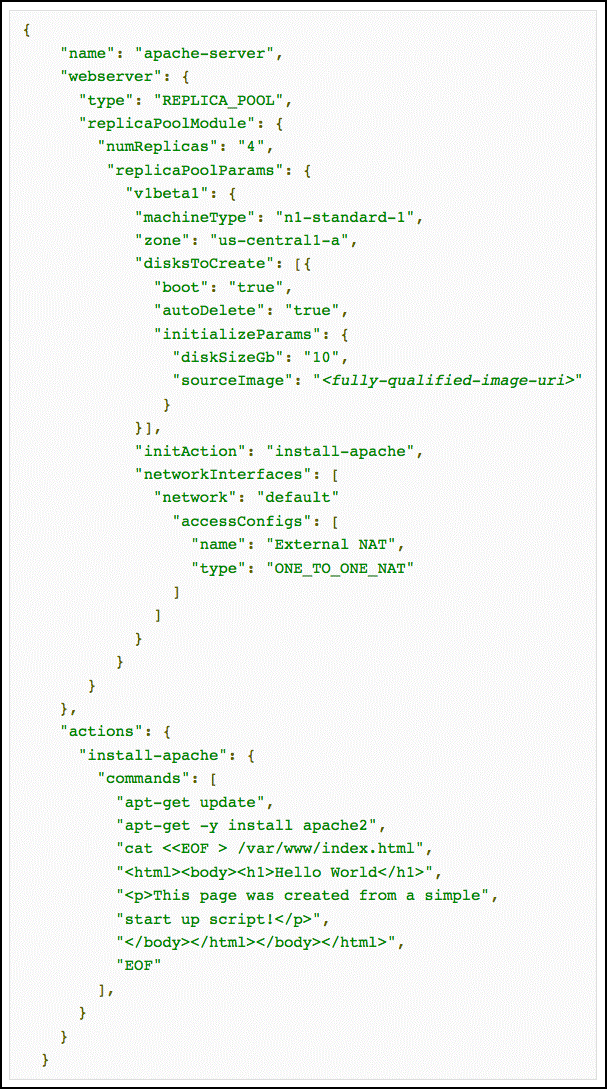 {
"name": "apache-server",
"webserver": {
"type": "REPLICA_POOL",
"replicaPoolModule": {
"numReplicas": "4",
"replicaPoolParams": {
"v1beta1": {
"machineType": "n1-standard-1",
"zone": "us-central1-a",
"disksToCreate": [{
"boot": "true",
"autoDelete": "true",
"initializeParams": {
"diskSizeGb": "10",
"sourceImage": "<fully-qualified-image-uri>"
}
}],
"initAction": "install-apache",
"networkInterfaces": [
"network": "default"
"accessConfigs": [
"name": "External NAT",
"type": "ONE_TO_ONE_NAT"
]
]
}
}
}
},
"actions": {
"install-apache": {
"commands": [
"apt-get update",
"apt-get -y install apache2",
"cat <<EOF > /var/www/index.html",
"<html><body><h1>Hello World</h1>",
"<p>This page was created from a simple",
"start up script!</p>",
"</body></html></body></html>",
"EOF"
],
}
}
}